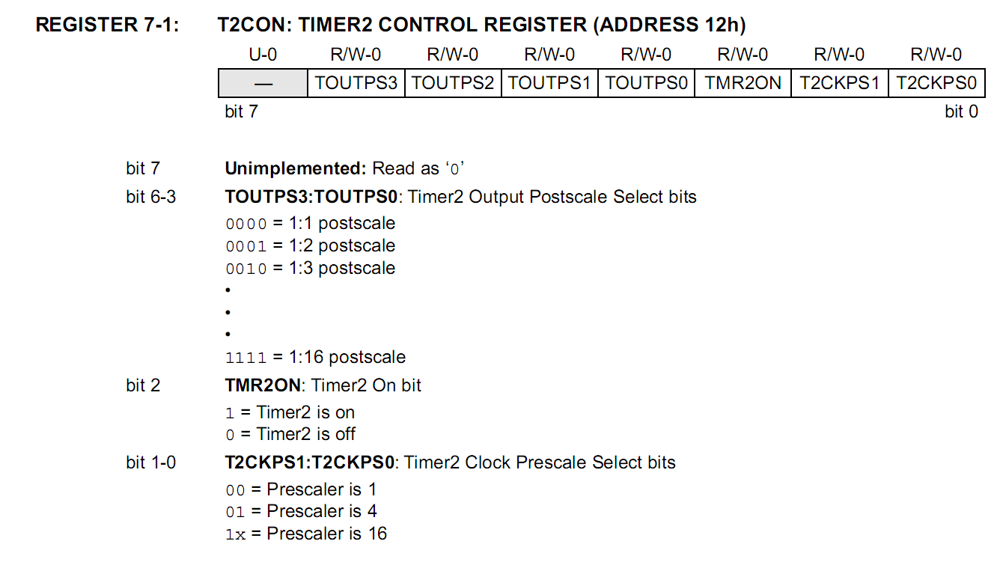 REGISTER 7-1: T2CON: TIMER2 CONTROL REGISTER (ADDRESS 12h)
U-0 R/W-0 R/W-0 R/W-0 R/W-0 R/W-0 R/W-0 R/W-0
— TOUTPS3 TOUTPS2 TOUTPS1 TOUTPS0 TMR2ON T2CKPS1 T2CKPS0
bit 7 bit 0
bit 7 Unimplemented: Read as ‘0’
bit 6-3 TOUTPS3:TOUTPS0: Timer2 Output Postscale Select bits
0000 = 1:1 postscale
0001 = 1:2 postscale
0010 = 1:3 postscale
•
•
•
1111 = 1:16 postscale
bit 2 TMR2ON: Timer2 On bit
1 = Timer2 is on
0 = Timer2 is off
bit 1-0 T2CKPS1:T2CKPS0: Timer2 Clock Prescale Select bits
00 = Prescaler is 1
01 = Prescaler is 4
1x = Prescaler is 16